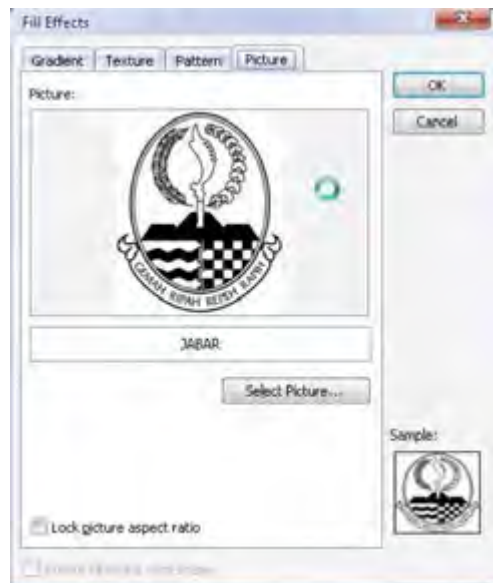 Fill Effects
Gradient Texture Pattern Picture
Picture:
OK
Cancel
GEMAH RIPAH REPEH RAPIH
JABAR
Select Picture...
Sample:
Lock picture aspect ratio